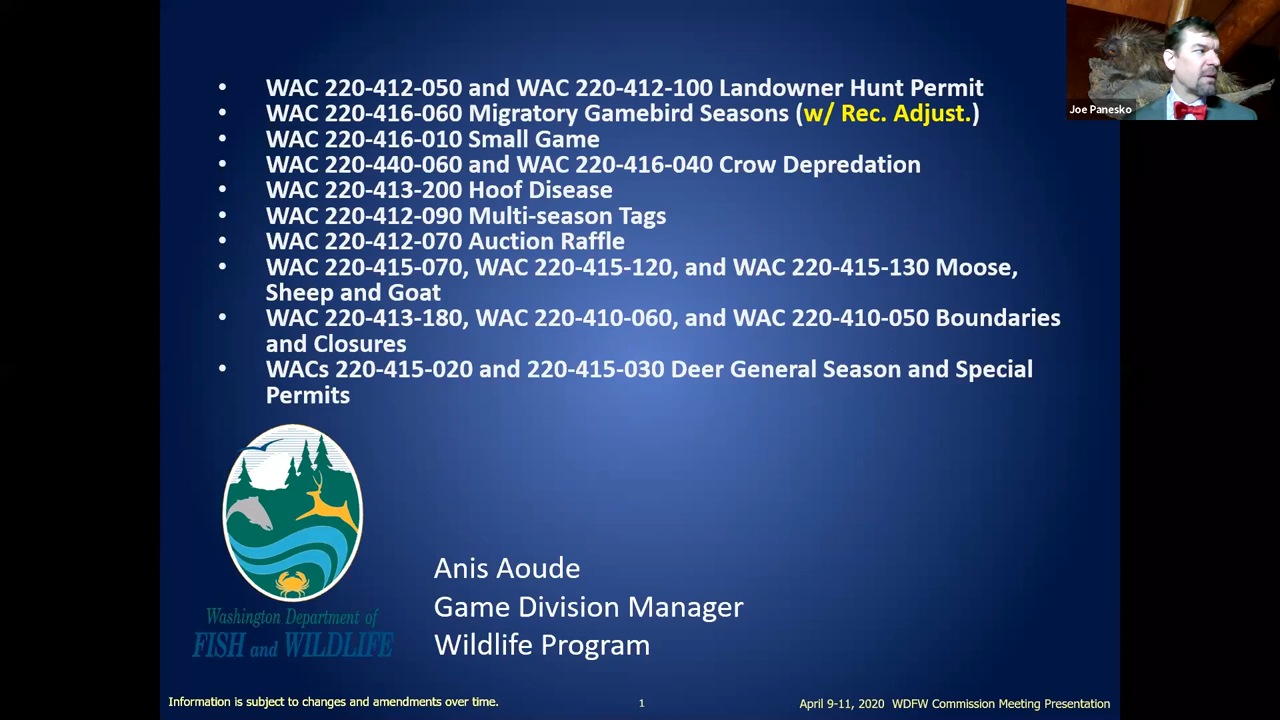 • WAC 220-412-050 and WAC 220-412-100 Landowner Hunt Permit
• WAC 220-416-060 Migratory Gamebird Seasons (w/ Rec. Adjust.)
• WAC 220-416-010 Small Game
• WAC 220-440-060 and WAC 220-416-040 Crow Depredation
• WAC 220-413-200 Hoof Disease
• WAC 220-412-090 Multi-season Tags
• WAC 220-412-070 Auction Raffle
• WAC 220-415-070, WAC 220-415-120, and WAC 220-415-130 Moose,
Sheep and Goat
• WAC 220-413-180, WAC 220-410-060, and WAC 220-410-050 Boundaries
and Closures
• WACs 220-415-020 and 220-415-030 Deer General Season and Special
Permits
Joe Panesko
Washington Department of
FISH and WILDLIFE
Anis Aoude
Game Division Manager
Wildlife Program
Information is subject to changes and amendments over time.
1
April 9-11, 2020 WDFW Commission Meeting Presentation